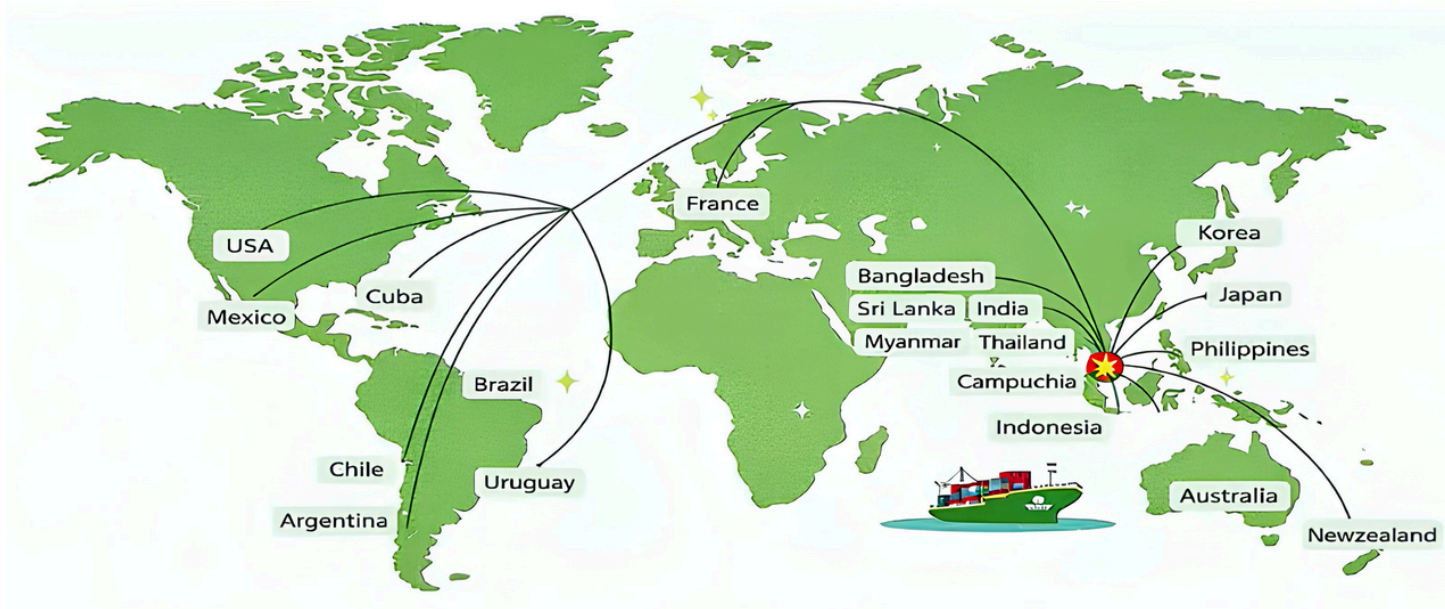 France
USA
Korea
Bangladesh
Japan
Cuba
Sri Lanka
India
Mexico
Myanmar
Thailand
Philippines
Brazil
Campuchia
Indonesia
Chile
Uruguay
Australia
Argentina
Newzealand